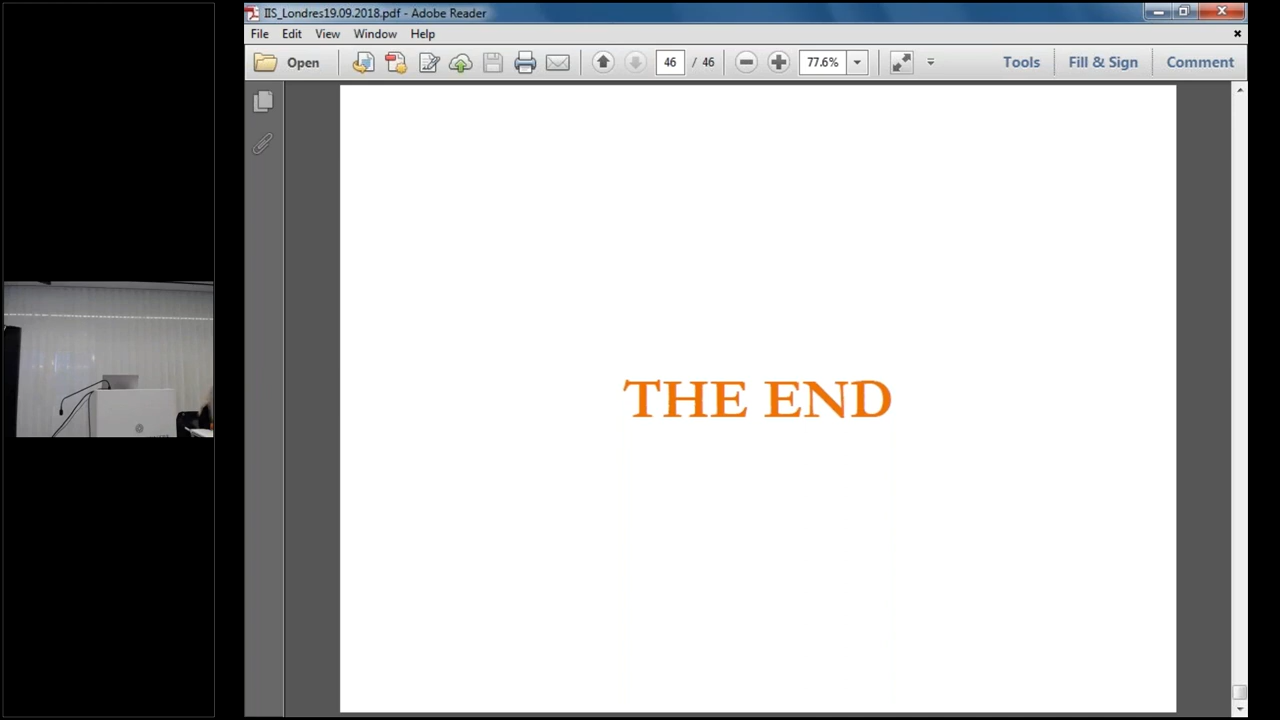 IIS_Londres19.09.2018.pdf - Adobe Reader
File Edit View Window Help
Open 46 / 46 77.6% Tools Fill & Sign Comment
THE END